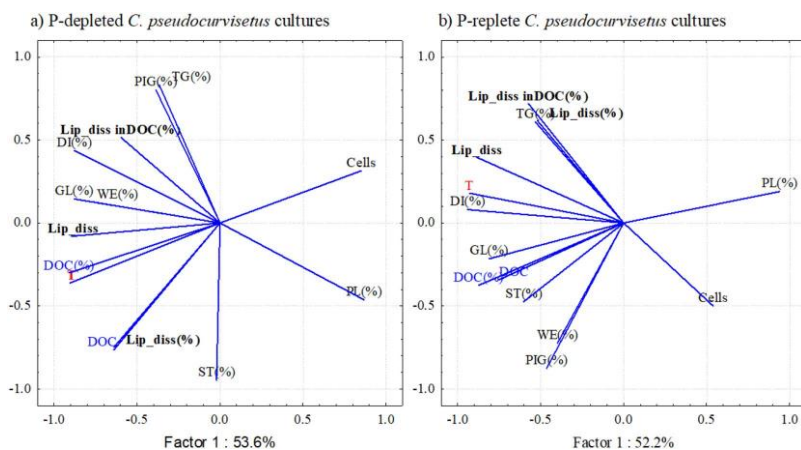 a) P-depleted C. pseudocurvisetus cultures
1.0
0.5
0.0
-0.5
-1.0
PIG(%)
TG(%)
Lip_diss inDOC(%)
DI(%)
Cells
GL(%)
WE(%)
Lip_diss
DOC(%)
T
PL(%)
DOC
Lip_diss(%)
ST(%)
-1.0 -0.5 0.0 0.5 1.0
Factor 1 : 53.6%
b) P-replete C. pseudocurvisetus cultures
1.0
0.5
0.0
-0.5
-1.0
Lip_diss inDOC(%)
TG(%)
Lip_diss(%)
Lip_diss
T
PL(%)
DI(%)
GL(%)
DOC(%)
DOC
ST(%)
Cells
WE(%)
PIG(%)
-1.0 -0.5 0.0 0.5 1.0
Factor 1 : 52.2%